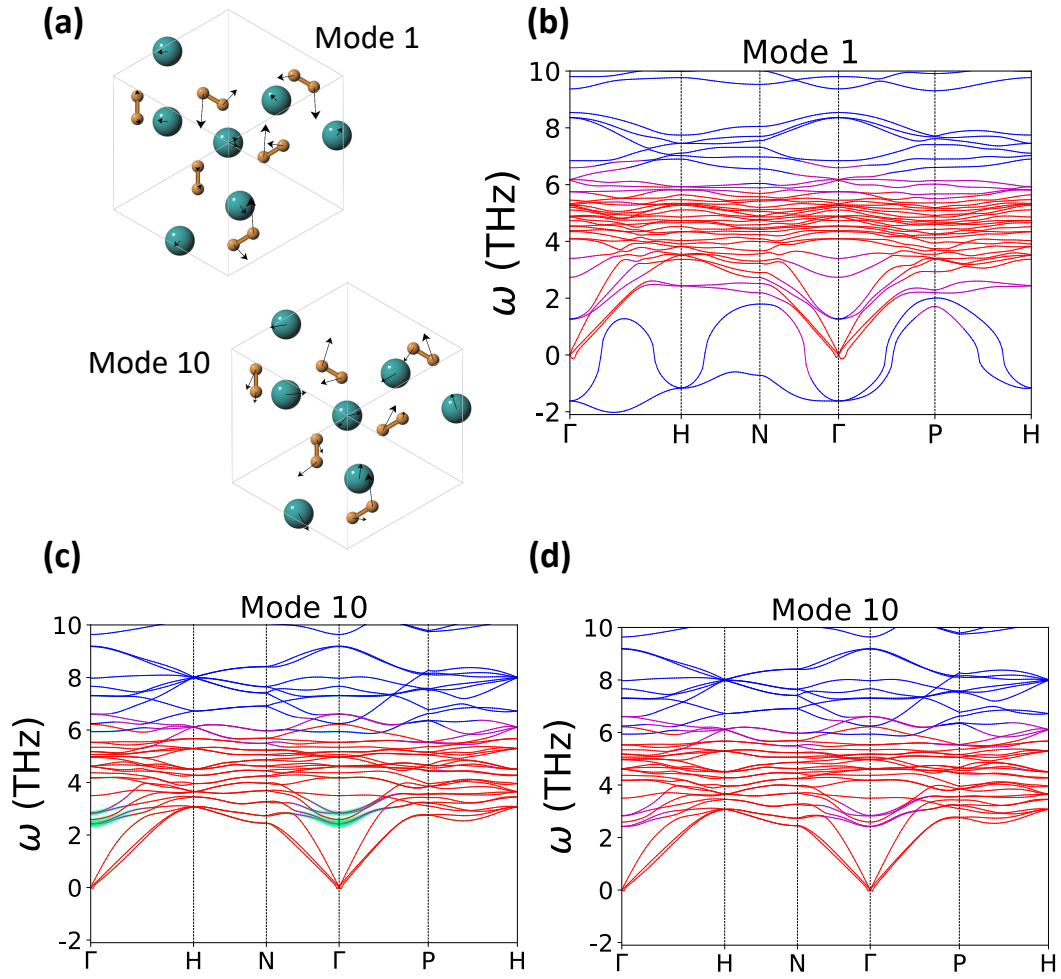 (a)
Mode 1
Mode 10
(b)
Mode 1
ω (THz)
10
8
6
4
2
0
-2
Γ H N Γ P H
(c)
Mode 10
ω (THz)
10
8
6
4
2
0
-2
Γ H N Γ P H
(d)
Mode 10
ω (THz)
10
8
6
4
2
0
-2
Γ H N Γ P H